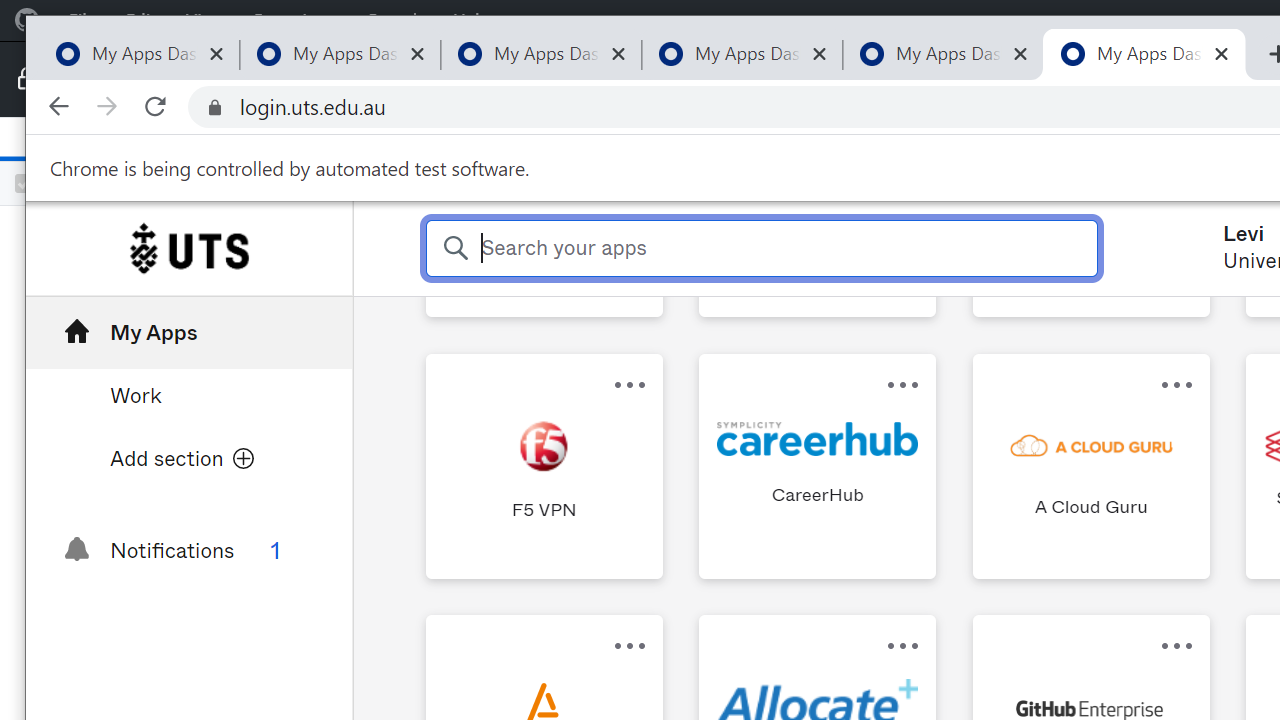 My Apps Das
My Apps Das
My Apps Das
My Apps Das
My Apps Das
My Apps Das
login.uts.edu.au
Chrome is being controlled by automated test software.
UTS
Search your apps
Levi
Univer
My Apps
Work
Add section
Notifications 1
f5
F5 VPN
SYMPLICITY
careerhub
CareerHub
A CLOUD GURU
A Cloud Guru
Allocate+
GitHub Enterprise